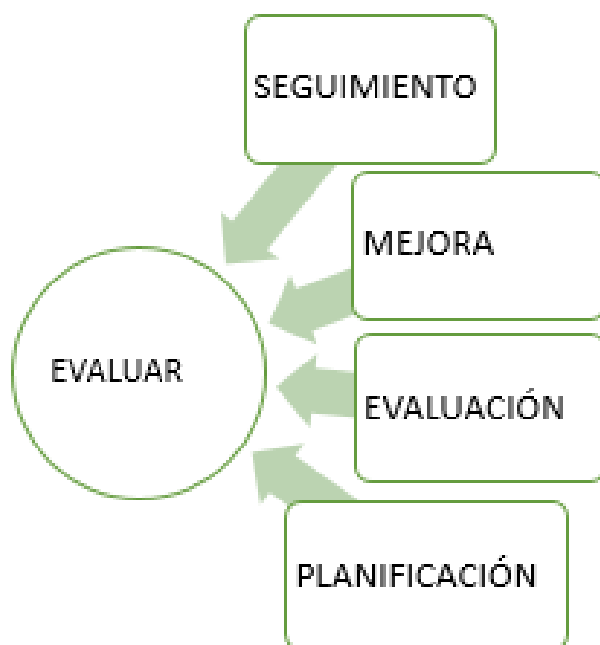 SEGUIMIENTO
MEJORA
EVALUAR
EVALUACIÓN
PLANIFICACIÓN